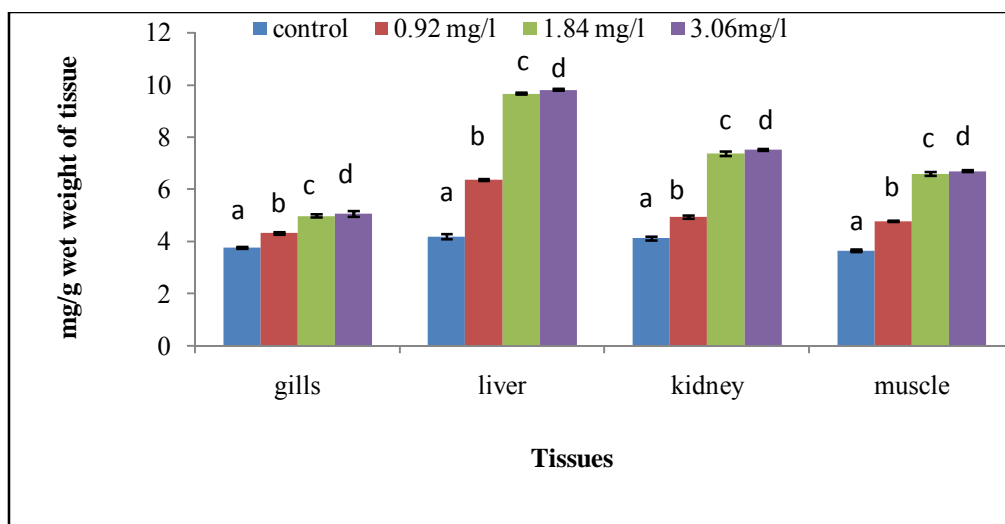 control 0.92 mg/l 1.84 mg/l 3.06mg/l
mg/g wet weight of tissue
12
10
8
6
4
2
0
a b c d
a b c d
a b c d
a b c d
gills liver kidney muscle
Tissues